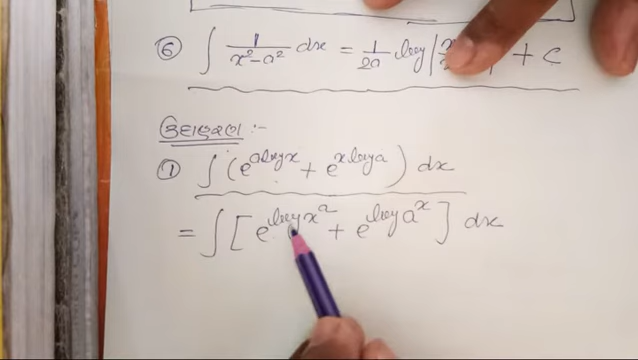 ⑥ ∫ 1/(x²-a²) dx = 1/2a log| + c
ଉଦାହରଣ :-
① ∫ (e^(a log x) + e^(x log a)) dx
= ∫ [e^(log x^a) + e^(log a^x)] dx